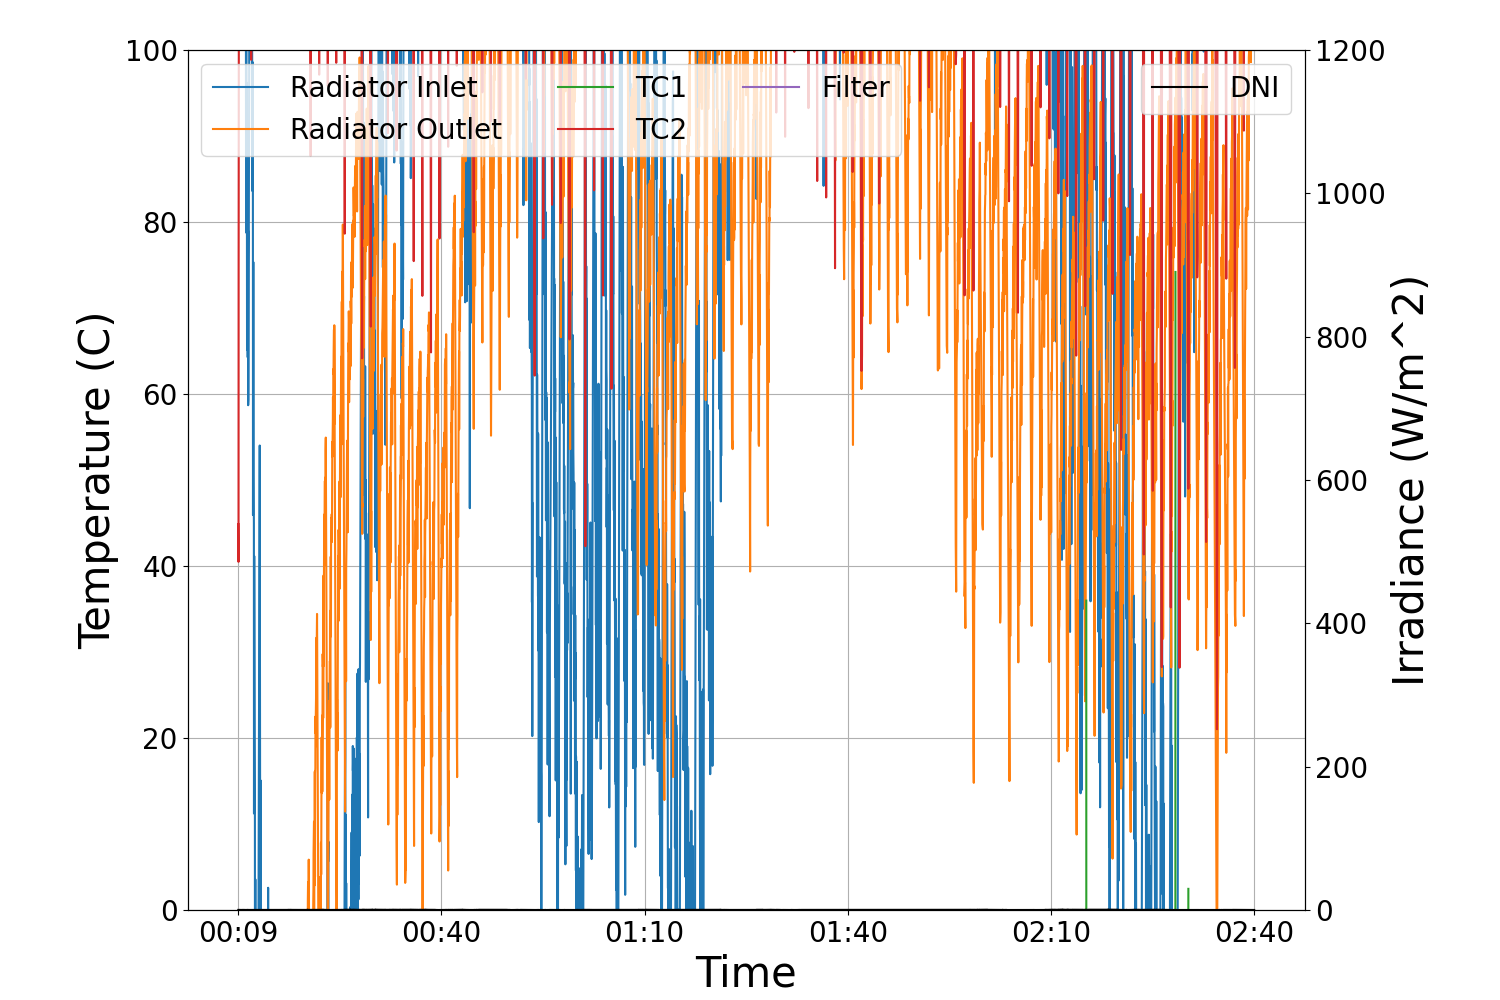 100
80
60
40
20
0
Temperature (C)
Radiator Inlet
Radiator Outlet
TC1
TC2
Filter
DNI
1200
1000
800
600
400
200
0
Irradiance (W/m^2)
00:09
00:40
01:10
01:40
02:10
02:40
Time